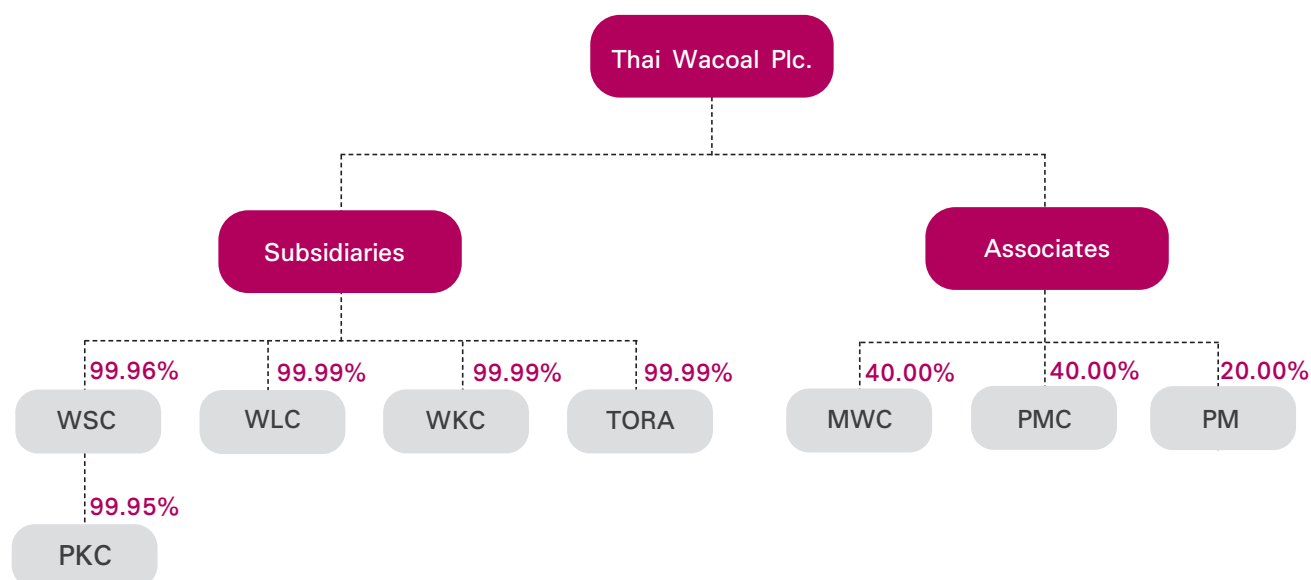 Thai Wacoal Plc.
Subsidiaries
Associates
99.96%
99.99%
99.99%
99.99%
40.00%
40.00%
20.00%
WSC
WLC
WKC
TORA
MWC
PMC
PM
99.95%
PKC